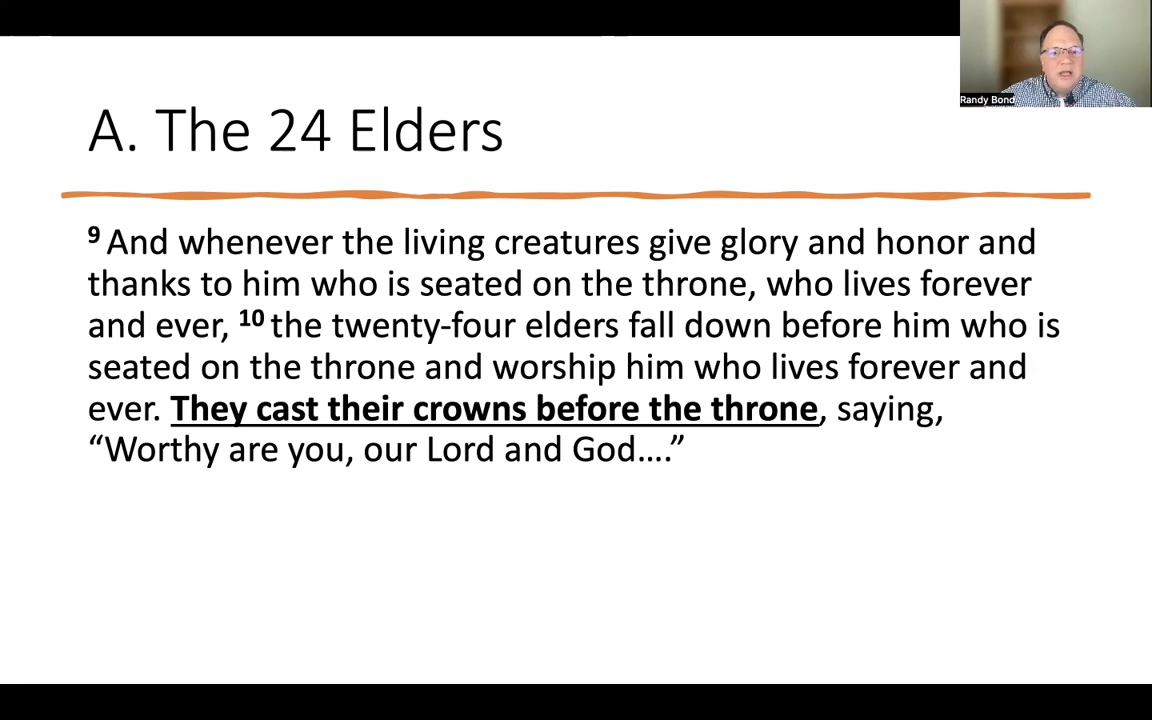 Randy Bond
A. The 24 Elders
9 And whenever the living creatures give glory and honor and
thanks to him who is seated on the throne, who lives forever
and ever, 10 the twenty-four elders fall down before him who is
seated on the throne and worship him who lives forever and
ever. They cast their crowns before the throne, saying,
“Worthy are you, our Lord and God….”